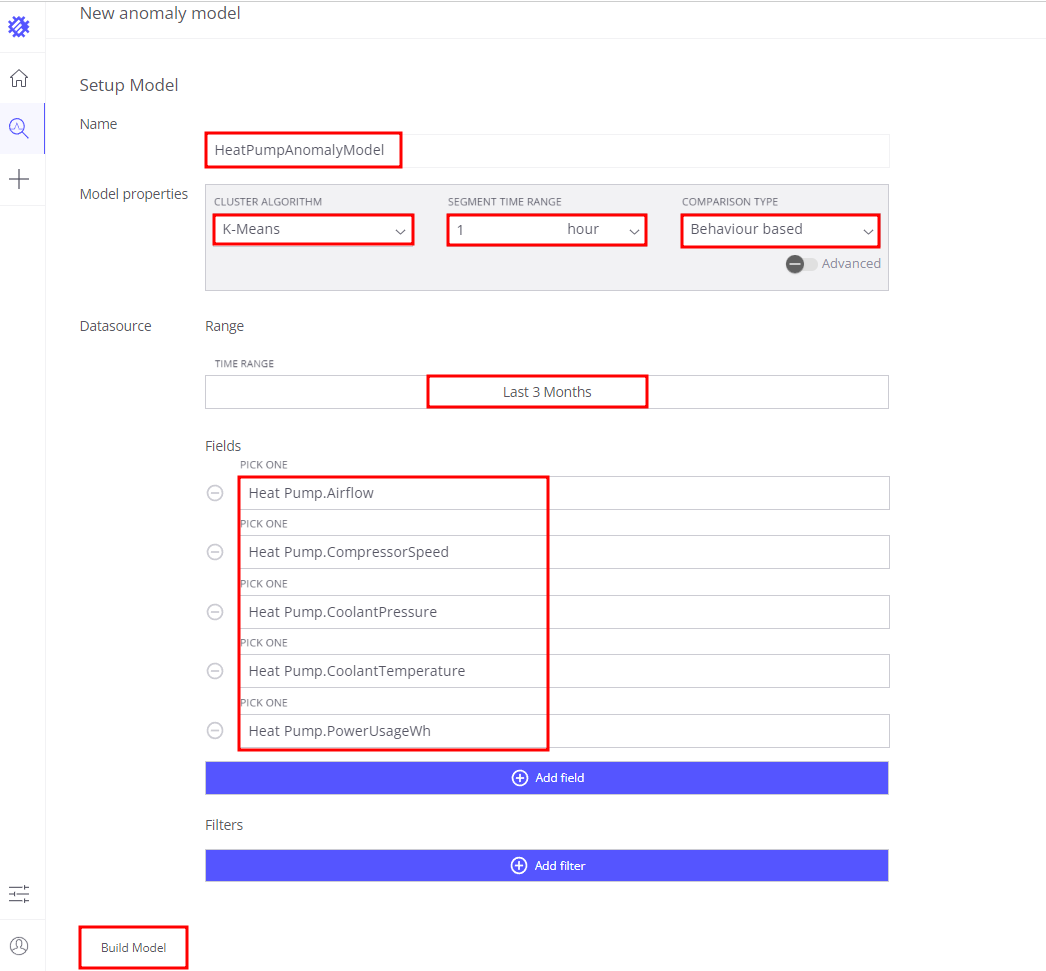 New anomaly model
Setup Model
Name
HeatPumpAnomalyModel
Model properties
CLUSTER ALGORITHM SEGMENT TIME RANGE COMPARISON TYPE
K-Means 1 hour Behaviour based
Advanced
Datasource Range
TIME RANGE
Last 3 Months
Fields
PICK ONE
Heat Pump.Airflow
PICK ONE
Heat Pump.CompressorSpeed
PICK ONE
Heat Pump.CoolantPressure
PICK ONE
Heat Pump.CoolantTemperature
PICK ONE
Heat Pump.PowerUsageWh
Add field
Filters
Add filter
Build Model